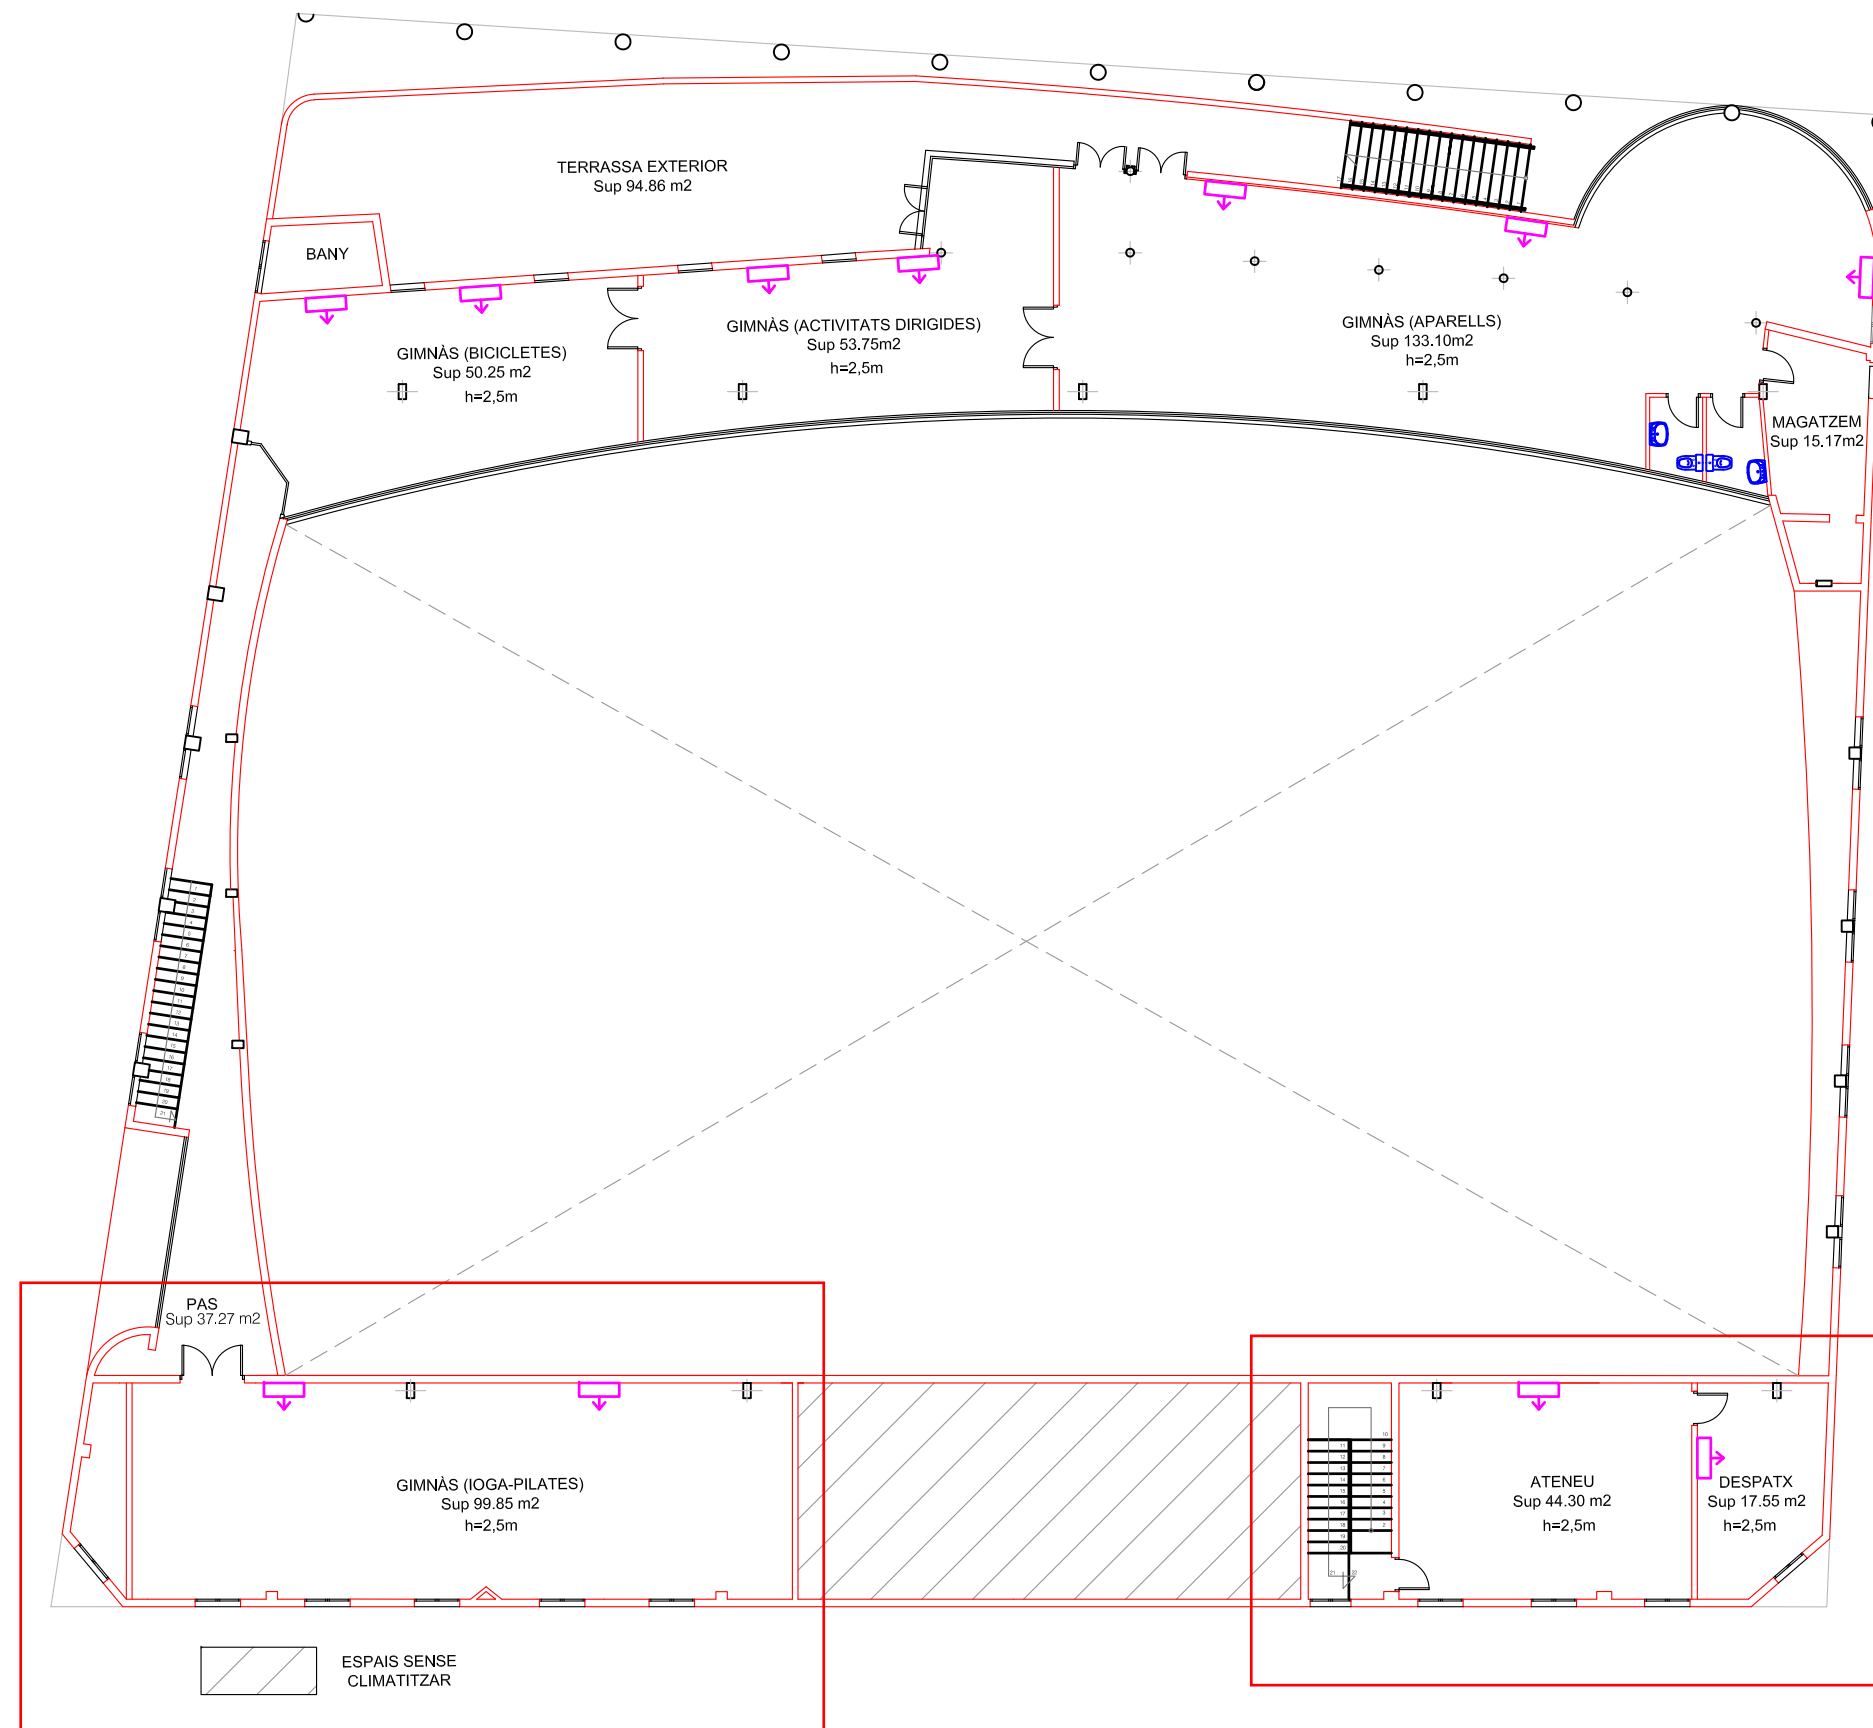 TERRASSA EXTERIOR
Sup 94.86 m2
BANY
GIMNÀS (BICICLETES)
Sup 50.25 m2
h=2,5m
GIMNÀS (ACTIVITATS DIRIGIDES)
Sup 53.75m2
h=2,5m
GIMNÀS (APARELLS)
Sup 133.10m2
h=2,5m
MAGATZEM
Sup 15.17m2
PAS
Sup 37.27 m2
GIMNÀS (IOGA-PILATES)
Sup 99.85 m2
h=2,5m
ATENEU
Sup 44.30 m2
h=2,5m
DESPATX
Sup 17.55 m2
h=2,5m
ESPAIS SENSE
CLIMATITZAR